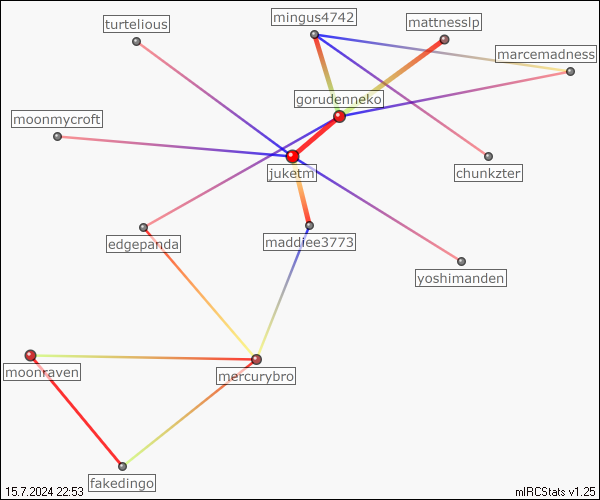 mingus4742
mattnesslp
turtelious
marcemadness
gorudenneko
moonmycroft
juketm
chunkzter
edgepanda
maddiee3773
yoshimanden
moonraven
mercurybro
fakedingo
15.7.2024 22:53
mIRCStats v1.25